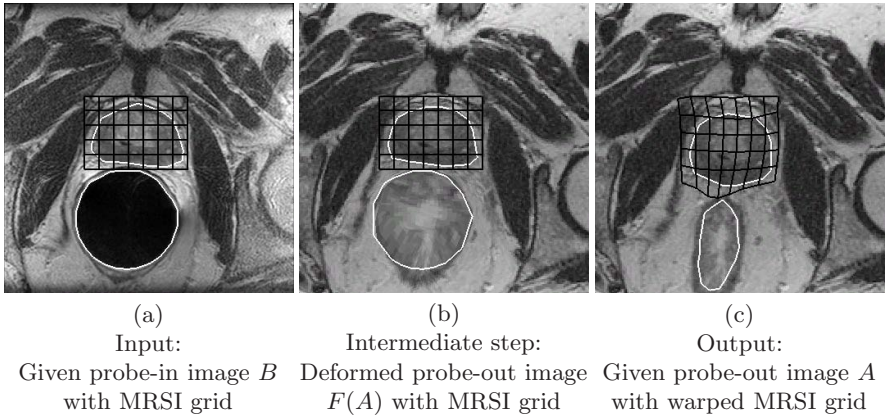 (a)
Input:
Given probe-in image B
with MRSI grid
(b)
Intermediate step:
Deformed probe-out image
F(A) with MRSI grid
(c)
Output:
Given probe-out image A
with warped MRSI grid